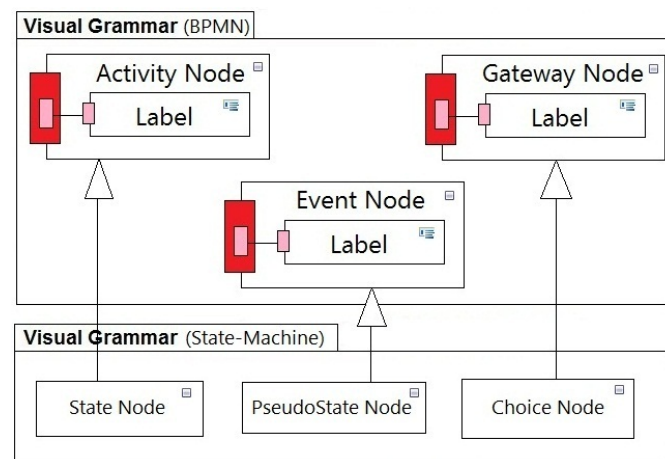 Visual Grammar (BPMN)
Activity Node
Label
Gateway Node
Label
Event Node
Label
Visual Grammar (State-Machine)
State Node
PseudoState Node
Choice Node